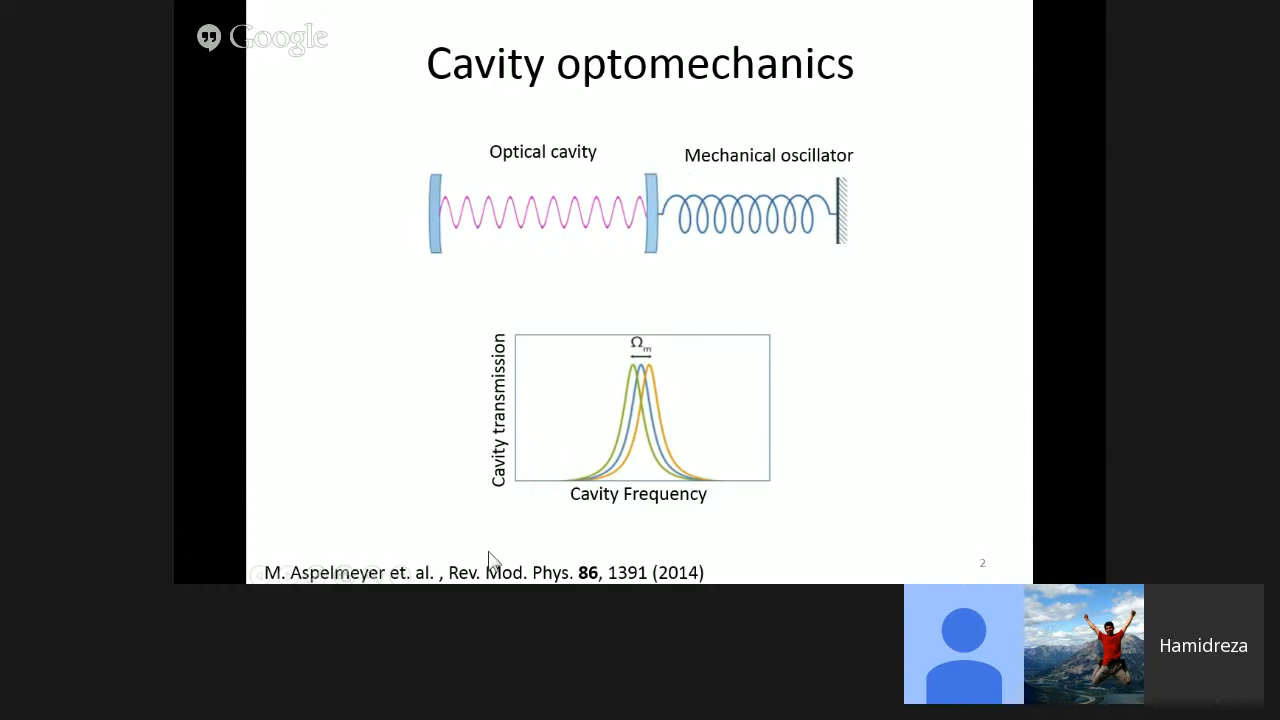 Google
Cavity optomechanics
Optical cavity
Mechanical oscillator
Cavity transmission
Ωm
Cavity Frequency
M. Aspelmeyer et. al. , Rev. Mod. Phys. 86, 1391 (2014)
2
Hamidreza